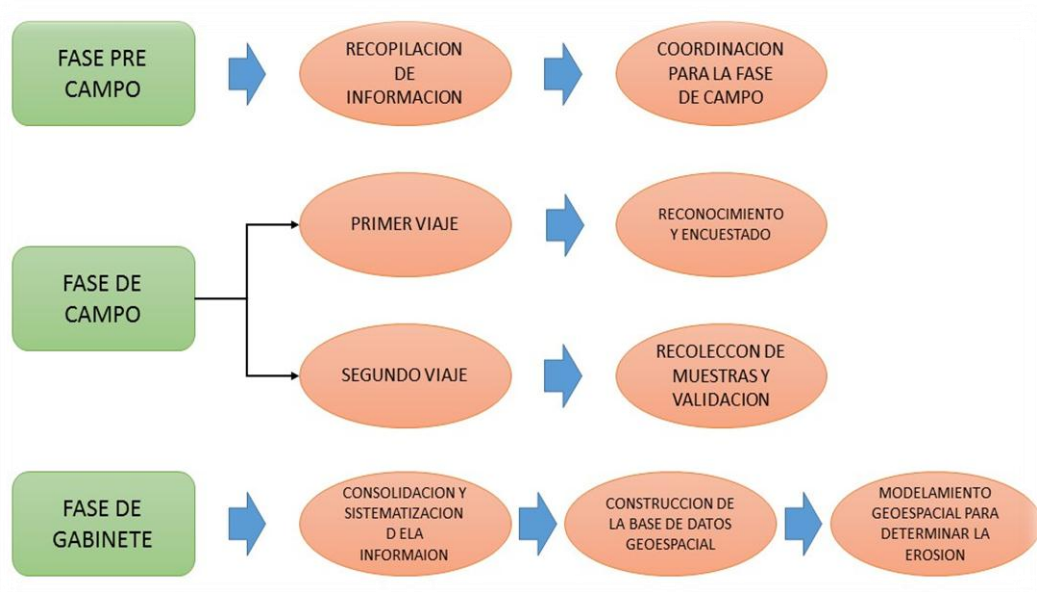 FASE PRE
CAMPO
RECOPILACION
DE
INFORMACION
COORDINACION
PARA LA FASE
DE CAMPO
FASE DE
CAMPO
PRIMER VIAJE
RECONOCIMIENTO
Y ENCUESTADO
SEGUNDO VIAJE
RECOLECCON DE
MUESTRAS Y
VALIDACION
FASE DE
GABINETE
CONSOLIDACION Y
SISTEMATIZACION
D ELA
INFORMAION
CONSTRUCCION DE
LA BASE DE DATOS
GEOESPACIAL
MODELAMIENTO
GEOESPACIAL PARA
DETERMINAR LA
EROSION